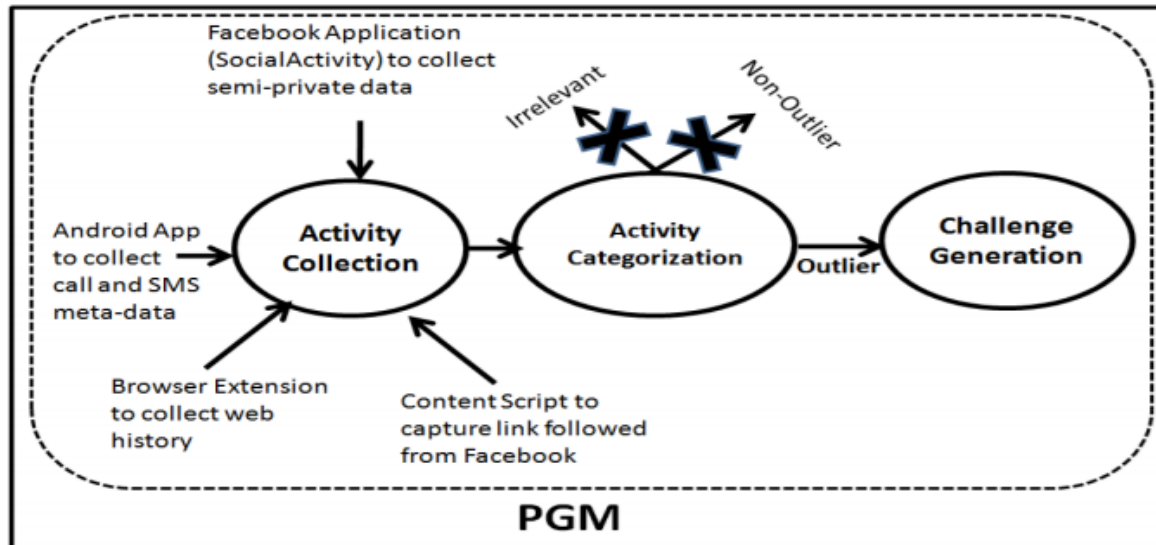 Facebook Application
(SocialActivity) to collect
semi-private data
Irrelevant
Non-Outlier
Android App
to collect
call and SMS
meta-data
Activity
Collection
Activity
Categorization
Outlier
Challenge
Generation
Browser Extension
to collect web
history
Content Script to
capture link followed
from Facebook
PGM